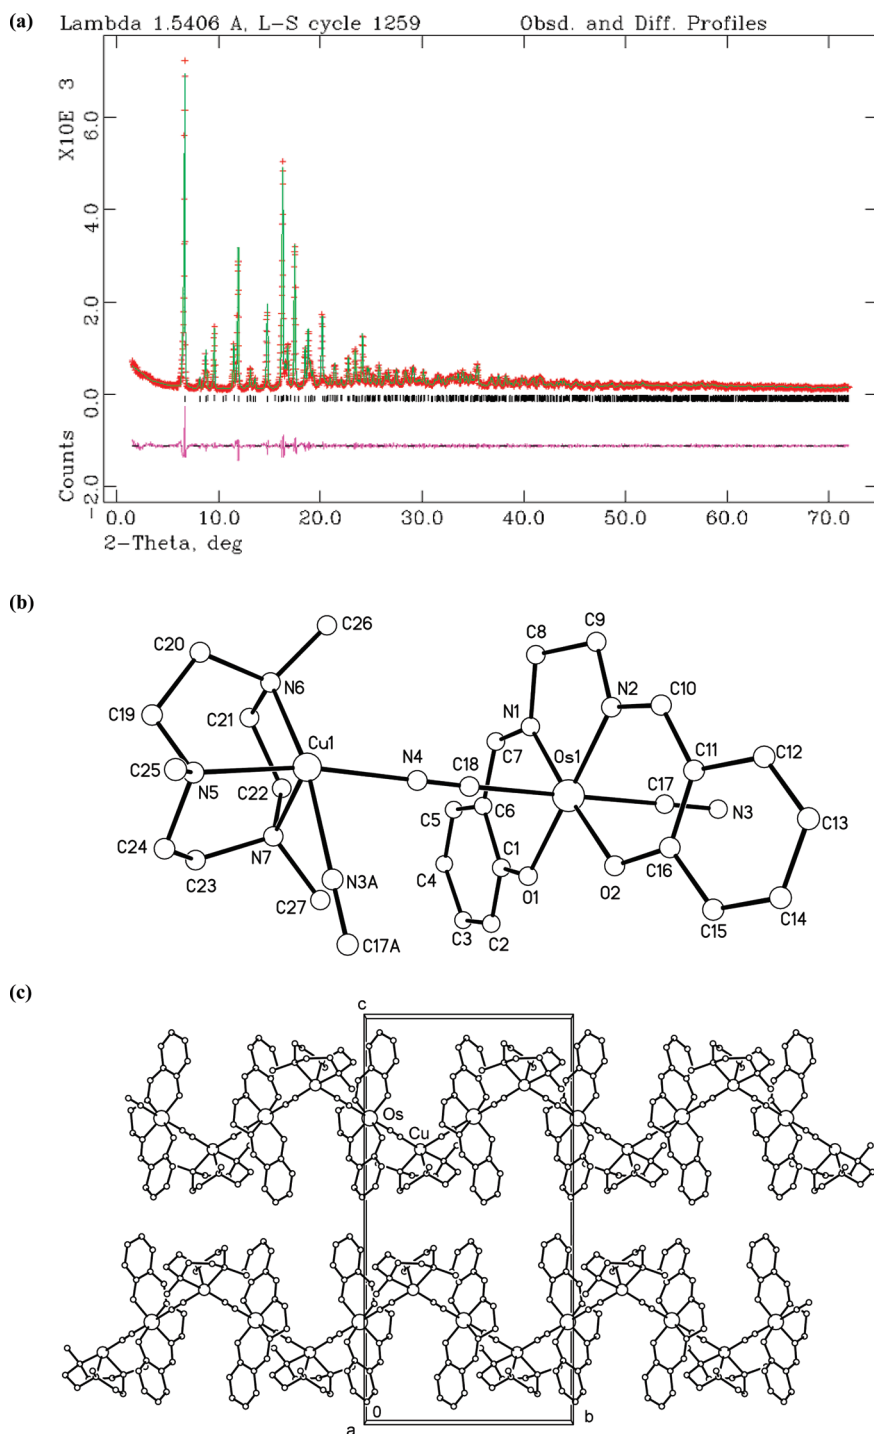 (a) Lambda 1.5406 A, L-S cycle 1259 Obsd. and Diff. Profiles
X10E 3
6.0
4.0
2.0
0.0
-2.0
Counts
0.0 10.0 20.0 30.0 40.0 50.0 60.0 70.0
2-Theta, deg
(b)
C26
C9
C8
C20
N6
N2
C10
C21
N1
C19
Cu1
C7
Os1
C11
C12
N4
C18
C17
C25
N5
C22
C6
N3
C5
C13
N7
C1
C24
C4
C16
C23
N3A
O1
O2
C27
C14
C3
C2
C15
C17A
(c)
c
Os
Cu
0
a
b